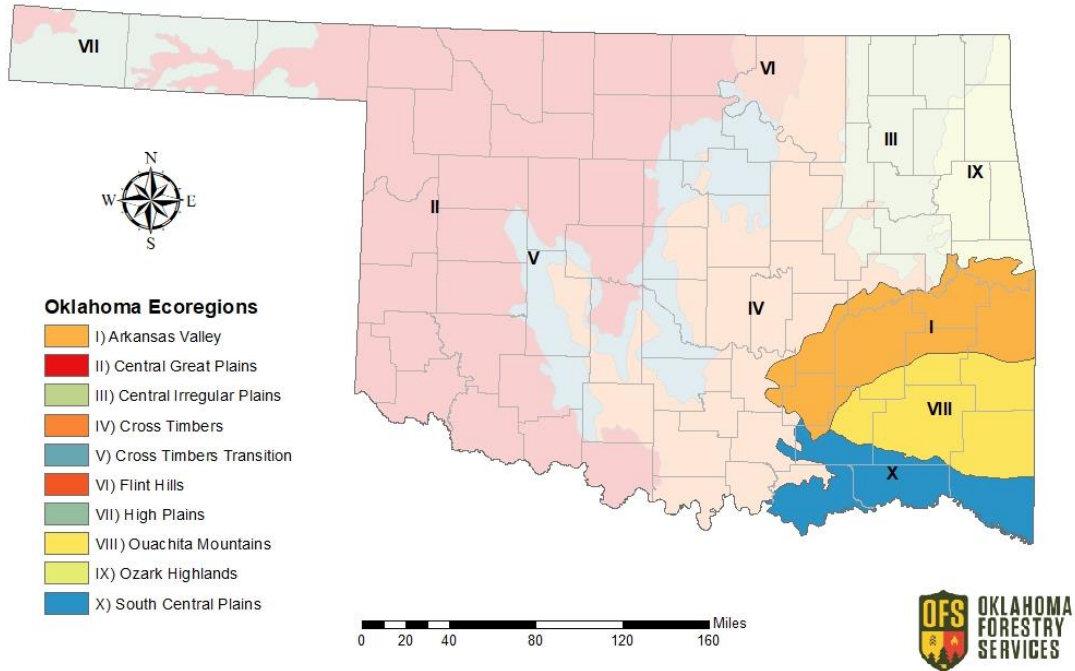 VII
VI
III
IX
II
V
IV
I
VIII
X
N
W
E
S
Oklahoma Ecoregions
I) Arkansas Valley
II) Central Great Plains
III) Central Irregular Plains
IV) Cross Timbers
V) Cross Timbers Transition
VI) Flint Hills
VII) High Plains
VIII) Ouachita Mountains
IX) Ozark Highlands
X) South Central Plains
Miles
0 20 40 80 120 160
OFS
OKLAHOMA
FORESTRY
SERVICES